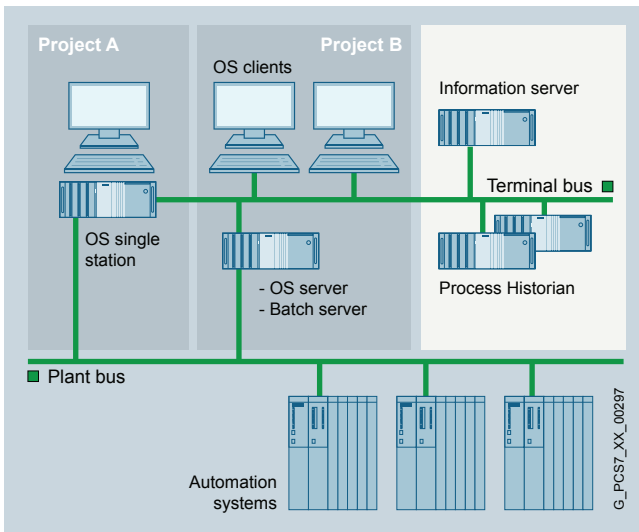 Project A
Project B
OS clients
Information server
Terminal bus
OS single
station
- OS server
- Batch server
Process Historian
Plant bus
Automation
systems
G_PCS7_XX_00297